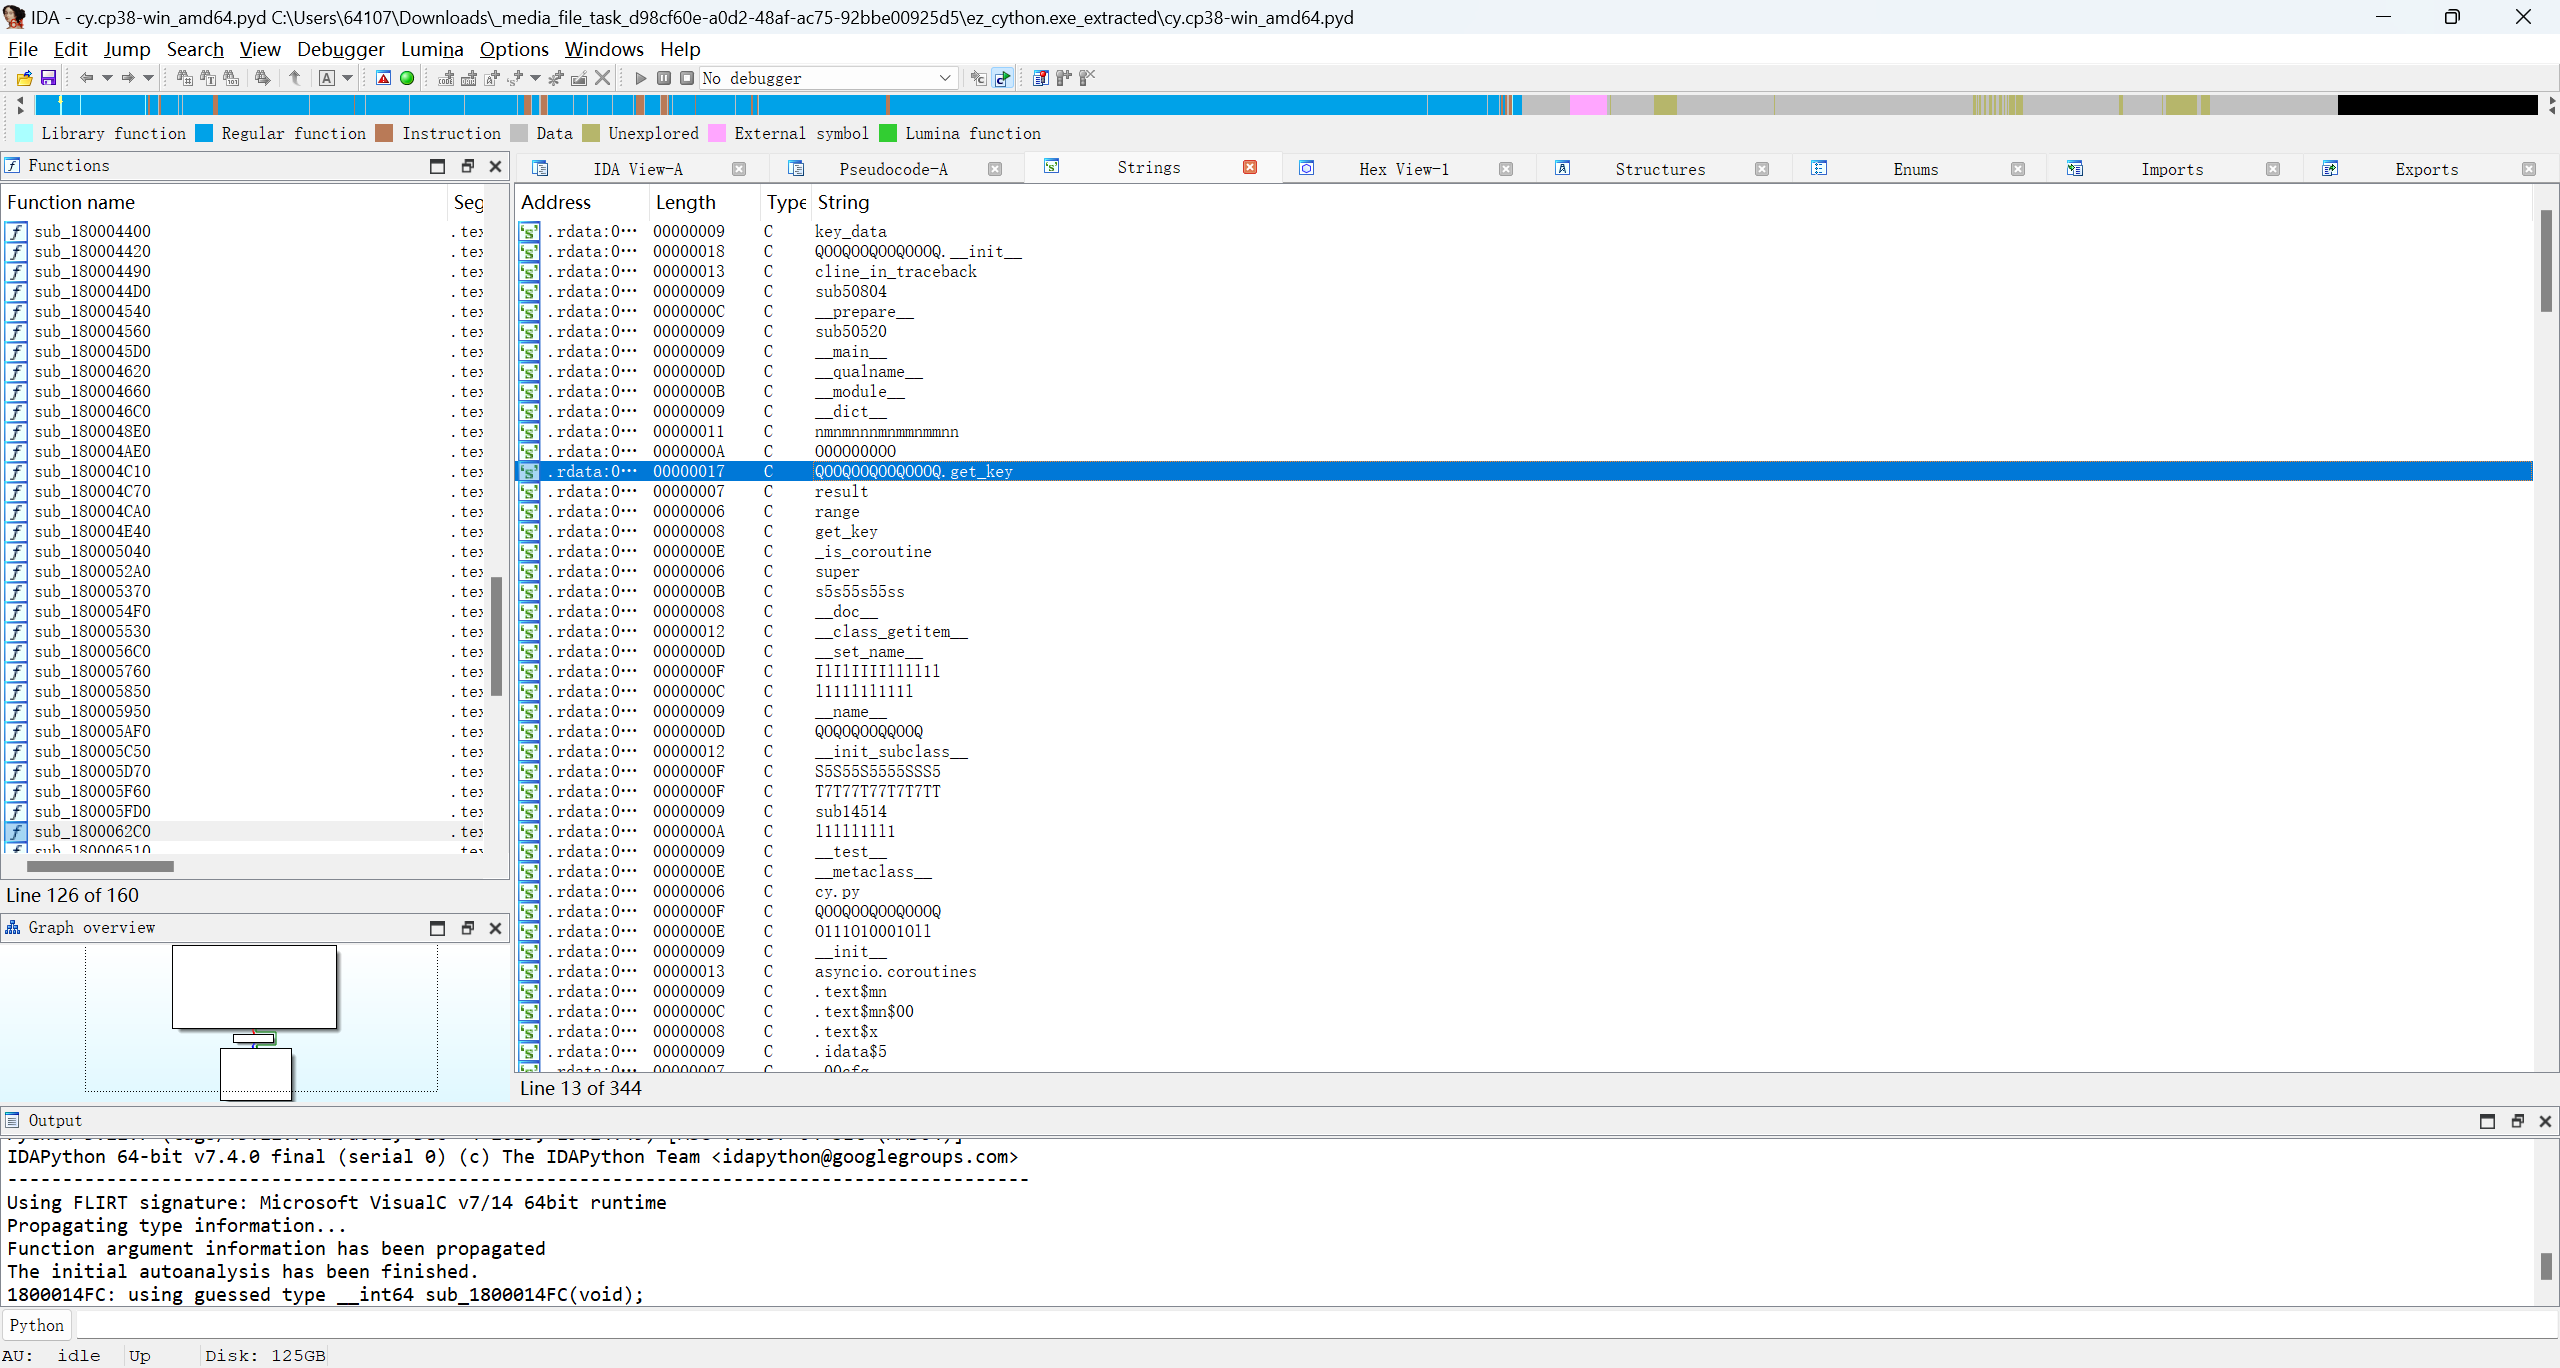 IDA - cy.cp38-win_amd64.pyd C:\Users\64107\Downloads\_media_file_task_d98cf60e-a0d2-48af-ac75-92bbe00925d5\ez_cython.exe_extracted\cy.cp38-win_amd64.pyd
File Edit Jump Search View Debugger Lumina Options Windows Help
No debugger
Library function Regular function Instruction Data Unexplored External symbol Lumina function
Functions
Function name Seg
sub_180004400 .tex
sub_180004420 .tex
sub_180004490 .tex
sub_1800044D0 .tex
sub_180004540 .tex
sub_180004560 .tex
sub_1800045D0 .tex
sub_180004620 .tex
sub_180004660 .tex
sub_1800046C0 .tex
sub_1800048E0 .tex
sub_180004AE0 .tex
sub_180004C10 .tex
sub_180004C70 .tex
sub_180004CA0 .tex
sub_180004E40 .tex
sub_180005040 .tex
sub_1800052A0 .tex
sub_180005370 .tex
sub_1800054F0 .tex
sub_180005530 .tex
sub_1800056C0 .tex
sub_180005760 .tex
sub_180005850 .tex
sub_180005950 .tex
sub_180005AF0 .tex
sub_180005C50 .tex
sub_180005D70 .tex
sub_180005F60 .tex
sub_180005FD0 .tex
sub_1800062C0 .tex
sub_180006510 .tex
Line 126 of 160
Graph overview
IDA View-A Pseudocode-A Strings Hex View-1 Structures Enums Imports Exports
Address Length Type String
.rdata:0… 00000009 C key_data
.rdata:0… 00000018 C QOOQOOQOOQOOOQ.__init__
.rdata:0… 00000013 C cline_in_traceback
.rdata:0… 00000009 C sub50804
.rdata:0… 0000000C C __prepare__
.rdata:0… 00000009 C sub50520
.rdata:0… 00000009 C __main__
.rdata:0… 0000000D C __qualname__
.rdata:0… 0000000B C __module__
.rdata:0… 00000009 C __dict__
.rdata:0… 00000011 C nmnmnnnmnmmnmmnn
.rdata:0… 0000000A C
.rdata:0… 00000017 C QOOQOOQOOQOOOQ.get_key
.rdata:0… 00000007 C result
.rdata:0… 00000006 C range
.rdata:0… 00000008 C get_key
.rdata:0… 0000000E C _is_coroutine
.rdata:0… 00000006 C super
.rdata:0… 0000000B C s5s55s55ss
.rdata:0… 00000008 C __doc__
.rdata:0… 00000012 C __class_getitem__
.rdata:0… 0000000D C __set_name__
.rdata:0… 0000000F C
.rdata:0… 0000000C C
.rdata:0… 00000009 C __name__
.rdata:0… 0000000D C QOQOQOOQQOOQ
.rdata:0… 00000012 C __init_subclass__
.rdata:0… 0000000F C S5S55S5555SSS5
.rdata:0… 0000000F C T7T77T77T7T7TT
.rdata:0… 00000009 C sub14514
.rdata:0… 0000000A C
.rdata:0… 00000009 C __test__
.rdata:0… 0000000E C __metaclass__
.rdata:0… 00000006 C cy.py
.rdata:0… 0000000F C QOOQOOQOOQOOOQ
.rdata:0… 0000000E C
.rdata:0… 00000009 C __init__
.rdata:0… 00000013 C asyncio.coroutines
.rdata:0… 00000009 C .text$mn
.rdata:0… 0000000C C .text$mn$00
.rdata:0… 00000008 C .text$x
.rdata:0… 00000009 C .idata$5
.rdata:0… 00000007 C .00cfg
Line 13 of 344
Output
IDAPython 64-bit v7.4.0 final (serial 0) (c) The IDAPython Team <idapython@googlegroups.com>
---------------------------------------------------------------------------------------------
Using FLIRT signature: Microsoft VisualC v7/14 64bit runtime
Propagating type information...
Function argument information has been propagated
The initial autoanalysis has been finished.
1800014FC: using guessed type __int64 sub_1800014FC(void);
Python
AU: idle Up Disk: 125GB